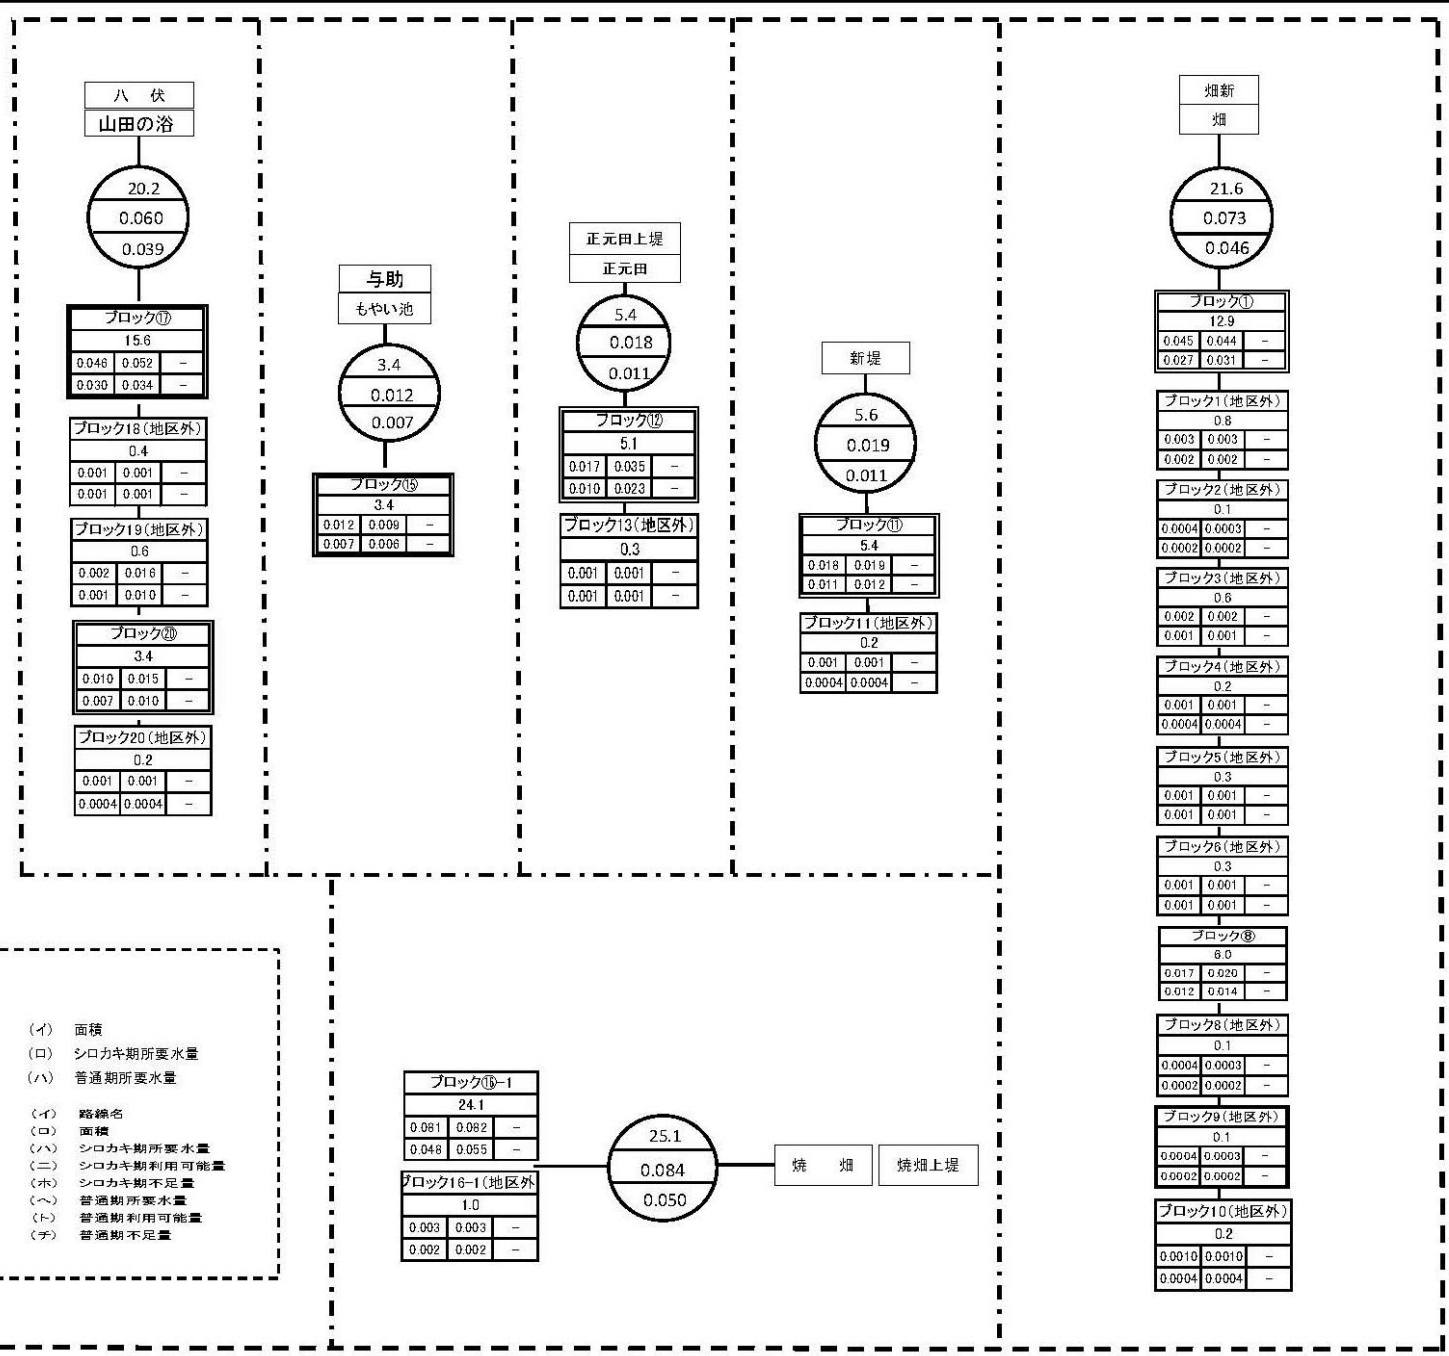 八 伏
山田の浴
20.2
0.060
0.039
ブロック⑰
15.6
0.046 0.052 －
0.030 0.034 －
ブロック18(地区外)
0.4
0.001 0.001 －
0.001 0.001 －
ブロック19(地区外)
0.6
0.002 0.016 －
0.001 0.010 －
ブロック⑳
3.4
0.010 0.015 －
0.007 0.010 －
ブロック20(地区外)
0.2
0.001 0.001 －
0.0004 0.0004 －
与助
もやい池
3.4
0.012
0.007
ブロック⑮
3.4
0.012 0.009 －
0.007 0.006 －
正元田上堤
正元田
5.4
0.018
0.011
ブロック⑫
5.1
0.017 0.035 －
0.010 0.023 －
ブロック13(地区外)
0.3
0.001 0.001 －
0.001 0.001 －
新堤
5.6
0.019
0.011
ブロック⑪
5.4
0.018 0.019 －
0.011 0.012 －
ブロック11(地区外)
0.2
0.001 0.001 －
0.0004 0.0004 －
畑新
畑
21.6
0.073
0.046
ブロック①
12.9
0.045 0.044 －
0.027 0.031 －
ブロック1(地区外)
0.8
0.003 0.003 －
0.002 0.002 －
ブロック2(地区外)
0.1
0.0004 0.0003 －
0.0002 0.0002 －
ブロック3(地区外)
0.6
0.002 0.002 －
0.001 0.001 －
ブロック4(地区外)
0.2
0.001 0.001 －
0.0004 0.0004 －
ブロック5(地区外)
0.3
0.001 0.001 －
0.001 0.001 －
ブロック6(地区外)
0.3
0.001 0.001 －
0.001 0.001 －
ブロック⑧
6.0
0.017 0.020 －
0.012 0.014 －
ブロック8(地区外)
0.1
0.0004 0.0003 －
0.0002 0.0002 －
ブロック9(地区外)
0.1
0.0004 0.0003 －
0.0002 0.0002 －
ブロック10(地区外)
0.2
0.0010 0.0010 －
0.0004 0.0004 －
(イ) 面積
(ロ) シロカキ期所要水量
(ハ) 普通期所要水量
(イ) 路線名
(ロ) 面積
(ハ) シロカキ期所要水量
(ニ) シロカキ期利用可能量
(ホ) シロカキ期不足量
(ヘ) 普通期所要水量
(ト) 普通期利用可能量
(チ) 普通期不足量
ブロック⑯-1
24.1
0.081 0.082 －
0.048 0.055 －
ブロック16-1(地区外
1.0
0.003 0.003 －
0.002 0.002 －
25.1
0.084
0.050
焼 畑
焼畑上堤